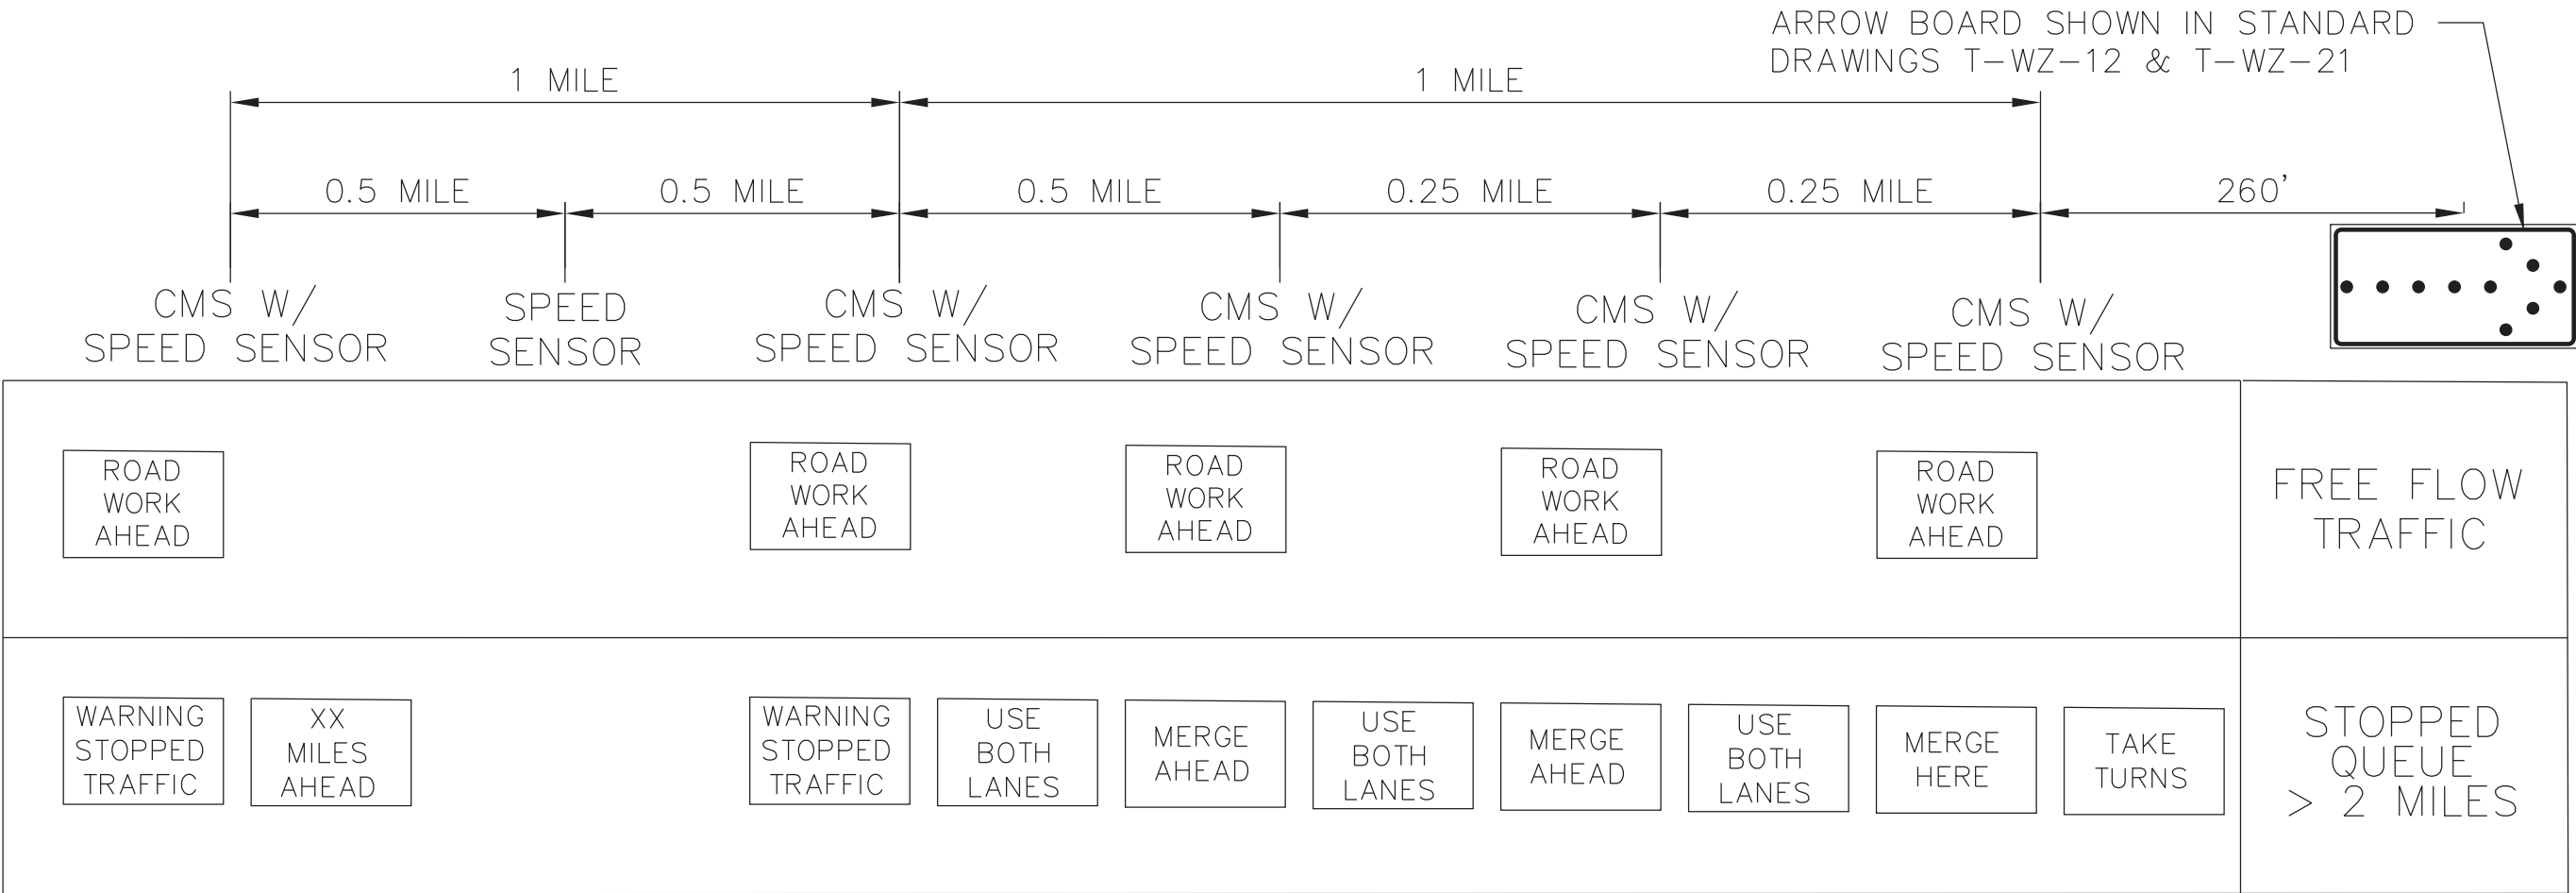 ARROW BOARD SHOWN IN STANDARD
DRAWINGS T-WZ-12 & T-WZ-21
1 MILE
1 MILE
0.5 MILE
0.5 MILE
0.5 MILE
0.25 MILE
0.25 MILE
260'
CMS W/
SPEED SENSOR
SPEED
SENSOR
CMS W/
SPEED SENSOR
CMS W/
SPEED SENSOR
CMS W/
SPEED SENSOR
CMS W/
SPEED SENSOR
ROAD
WORK
AHEAD
ROAD
WORK
AHEAD
ROAD
WORK
AHEAD
ROAD
WORK
AHEAD
ROAD
WORK
AHEAD
FREE FLOW
TRAFFIC
WARNING
STOPPED
TRAFFIC
XX
MILES
AHEAD
WARNING
STOPPED
TRAFFIC
USE
BOTH
LANES
MERGE
AHEAD
USE
BOTH
LANES
MERGE
AHEAD
USE
BOTH
LANES
MERGE
HERE
TAKE
TURNS
STOPPED
QUEUE
> 2 MILES